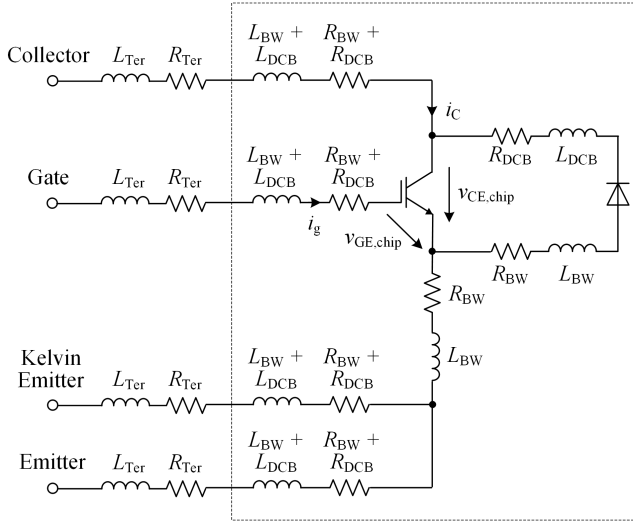 L_BW + R_BW +
Collector L_Ter R_Ter L_DCB R_DCB
i_C
L_BW + R_BW + R_DCB L_DCB
Gate L_Ter R_Ter L_DCB R_DCB
v_CE,chip
i_g
v_GE,chip
R_BW L_BW
R_BW
Kelvin L_BW + R_BW + L_BW
Emitter L_Ter R_Ter L_DCB R_DCB
L_BW + R_BW +
Emitter L_Ter R_Ter L_DCB R_DCB